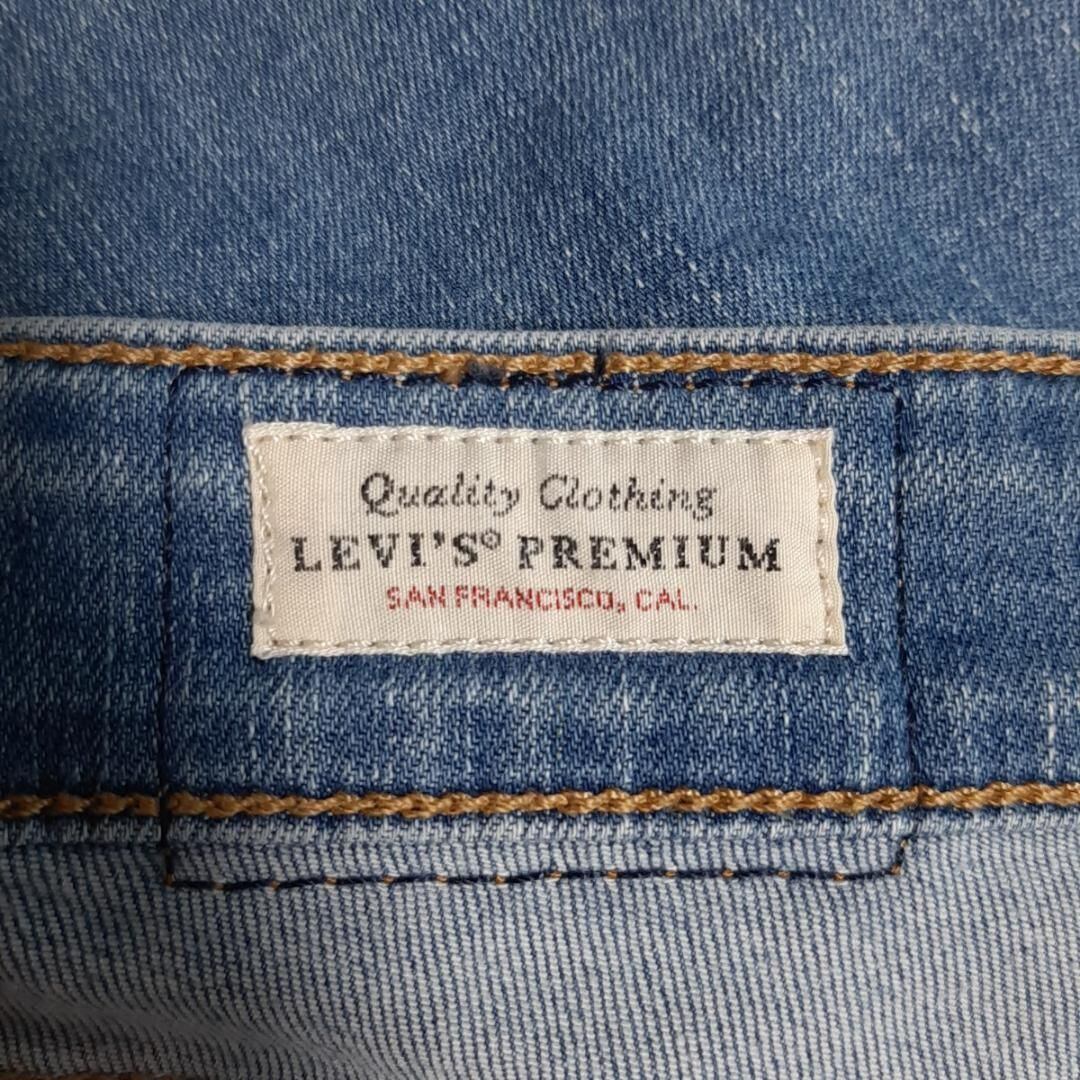 Quality Clothing
LEVI'S® PREMIUM
SAN FRANCISCO, CAL.